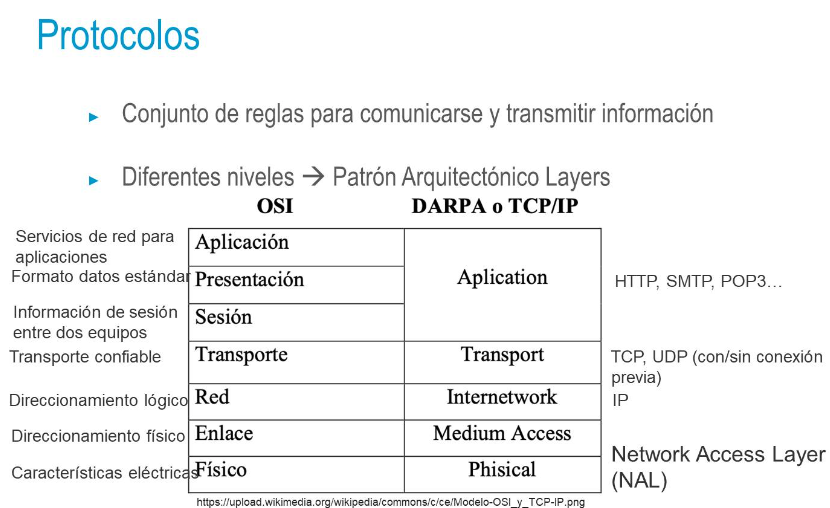 Protocolos
► Conjunto de reglas para comunicarse y transmitir información
► Diferentes niveles → Patrón Arquitectónico Layers
OSI DARPA o TCP/IP
Servicios de red para
aplicaciones
Aplicación
Formato datos estándar
Presentación
Aplication
HTTP, SMTP, POP3…
Información de sesión
entre dos equipos
Sesión
Transporte confiable
Transporte
Transport
TCP, UDP (con/sin conexión
previa)
Direccionamiento lógico
Red
Internetwork
IP
Direccionamiento físico
Enlace
Medium Access
Características eléctricas
Físico
Phisical
Network Access Layer
(NAL)
https://upload.wikimedia.org/wikipedia/commons/c/ce/Modelo-OSI_y_TCP-IP.png